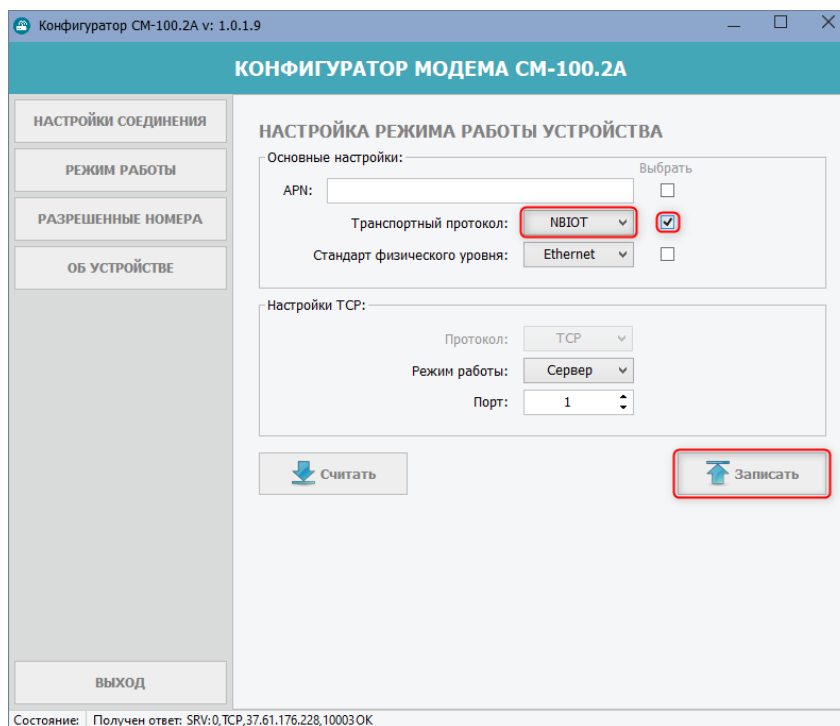 Конфигуратор СМ-100.2А v: 1.0.1.9
КОНФИГУРАТОР МОДЕМА СМ-100.2А
НАСТРОЙКИ СОЕДИНЕНИЯ
РЕЖИМ РАБОТЫ
РАЗРЕШЕННЫЕ НОМЕРА
ОБ УСТРОЙСТВЕ
ВЫХОД
НАСТРОЙКА РЕЖИМА РАБОТЫ УСТРОЙСТВА
Основные настройки:
Выбрать
APN:
Транспортный протокол: NBIOT
Стандарт физического уровня: Ethernet
Настройки TCP:
Протокол: TCP
Режим работы: Сервер
Порт: 1
Считать
Записать
Состояние: Получен ответ: SRV:0,TCP,37.61.176.228,10003 OK